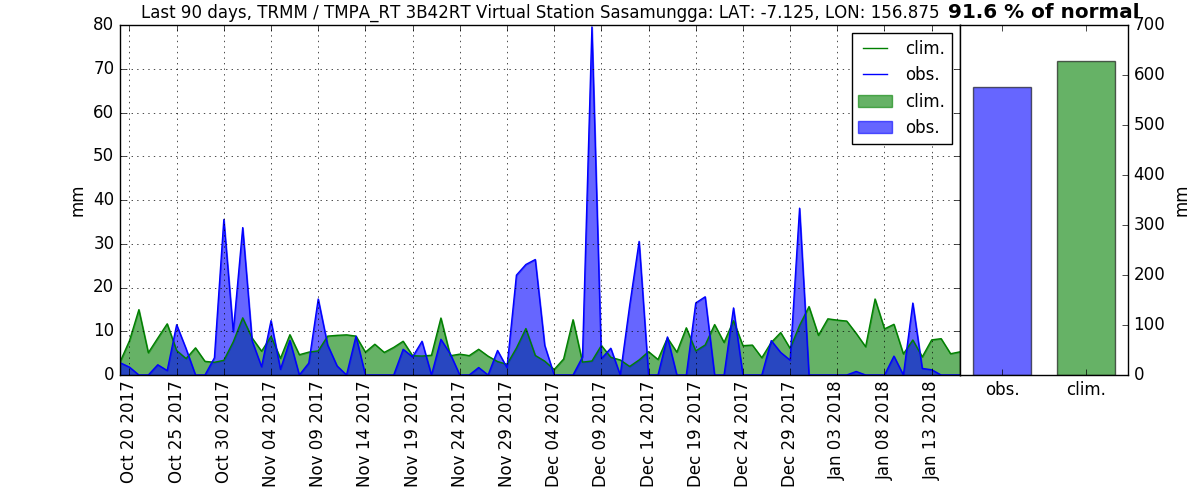 Last 90 days, TRMM / TMPA_RT 3B42RT Virtual Station Sasamungga: LAT: -7.125, LON: 156.875 91.6 % of normal
80
70
60
50
40
30
20
10
0
mm
clim.
obs.
clim.
obs.
700
600
500
400
300
200
100
0
mm
Oct 20 2017
Oct 25 2017
Oct 30 2017
Nov 04 2017
Nov 09 2017
Nov 14 2017
Nov 19 2017
Nov 24 2017
Nov 29 2017
Dec 04 2017
Dec 09 2017
Dec 14 2017
Dec 19 2017
Dec 24 2017
Dec 29 2017
Jan 03 2018
Jan 08 2018
Jan 13 2018
obs.
clim.